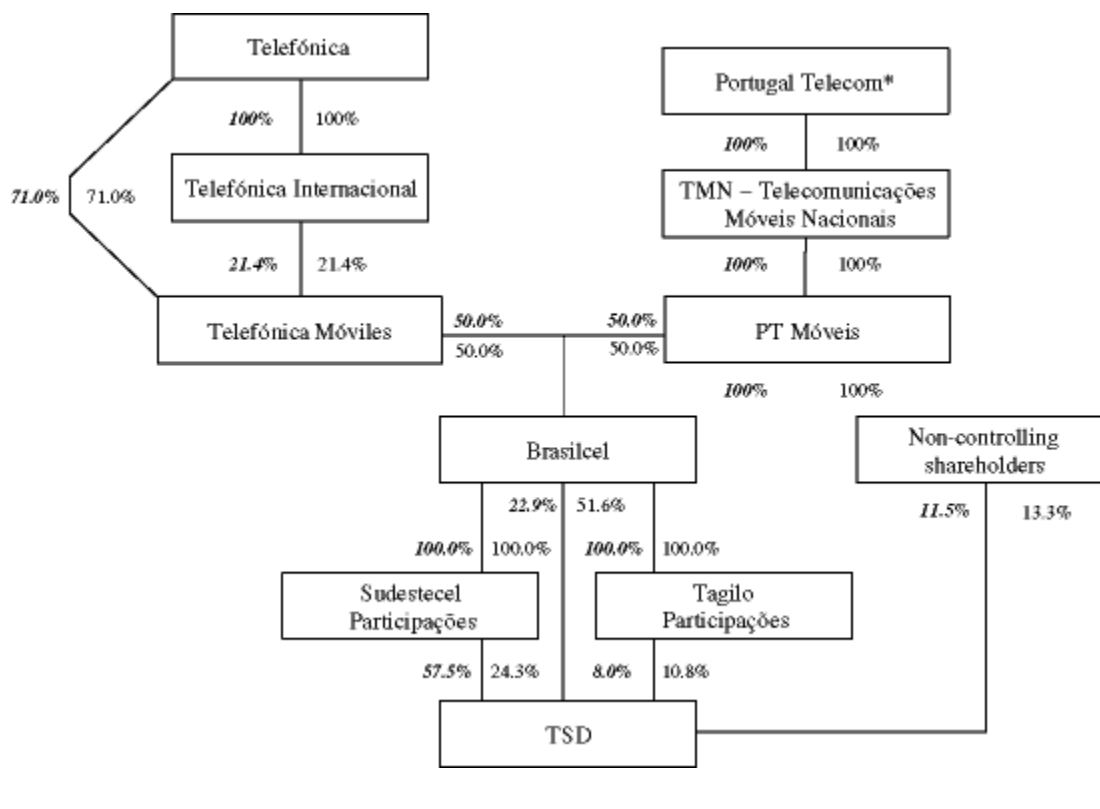 Telefónica
Portugal Telecom*
100% 100%
100% 100%
71.0% 71.0%
Telefónica Internacional
TMN – Telecomunicações
Móveis Nacionais
21.4% 21.4%
100% 100%
Telefónica Móviles
50.0% 50.0%
50.0% 50.0%
PT Móveis
100% 100%
Brasilcel
Non-controlling
shareholders
22.9% 51.6%
11.5% 13.3%
100.0% 100.0%
100.0% 100.0%
Sudestecel
Participações
Tagilo
Participações
57.5% 24.3%
8.0% 10.8%
TSD